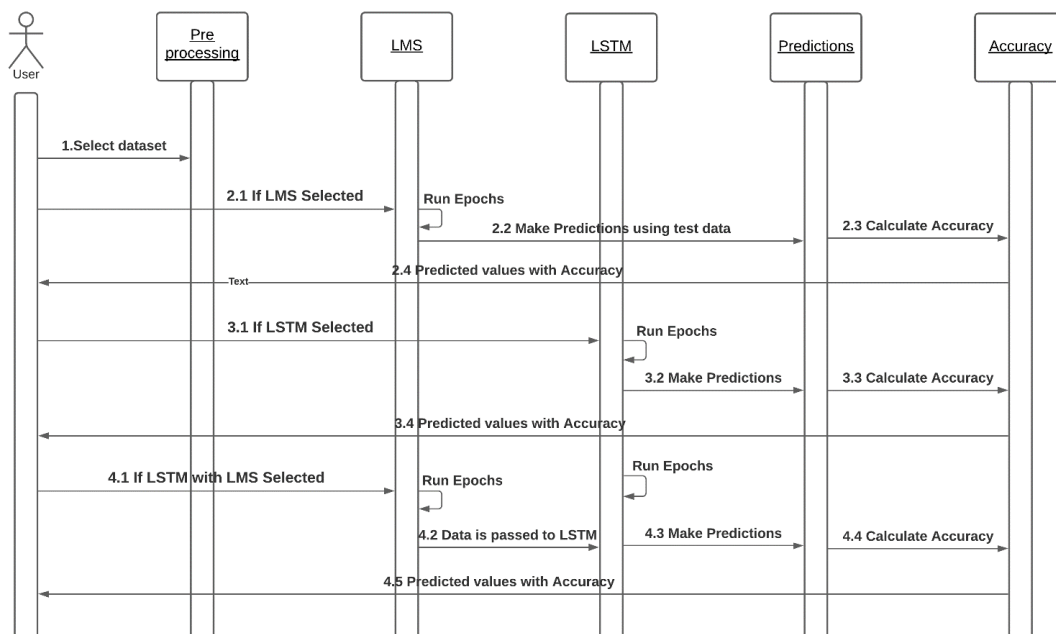 User
Pre
processing
LMS
LSTM
Predictions
Accuracy
1.Select dataset
2.1 If LMS Selected
Run Epochs
2.2 Make Predictions using test data
2.3 Calculate Accuracy
2.4 Predicted values with Accuracy
Text
3.1 If LSTM Selected
Run Epochs
3.2 Make Predictions
3.3 Calculate Accuracy
3.4 Predicted values with Accuracy
4.1 If LSTM with LMS Selected
Run Epochs
Run Epochs
4.2 Data is passed to LSTM
4.3 Make Predictions
4.4 Calculate Accuracy
4.5 Predicted values with Accuracy